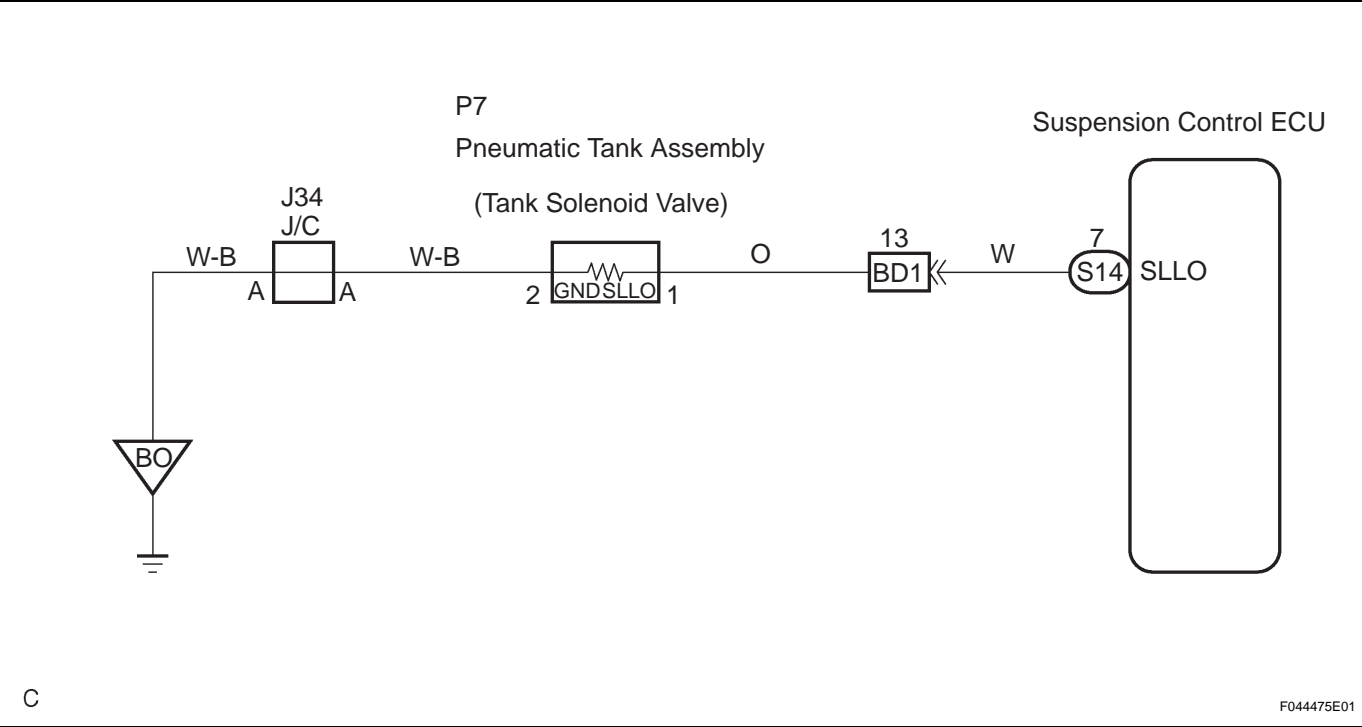 P7
Pneumatic Tank Assembly
(Tank Solenoid Valve)
Suspension Control ECU
J34
J/C
W-B
A
A
W-B
2
GND SLLO
1
O
13
BD1
W
7
S14
SLLO
BO
C
F044475E01